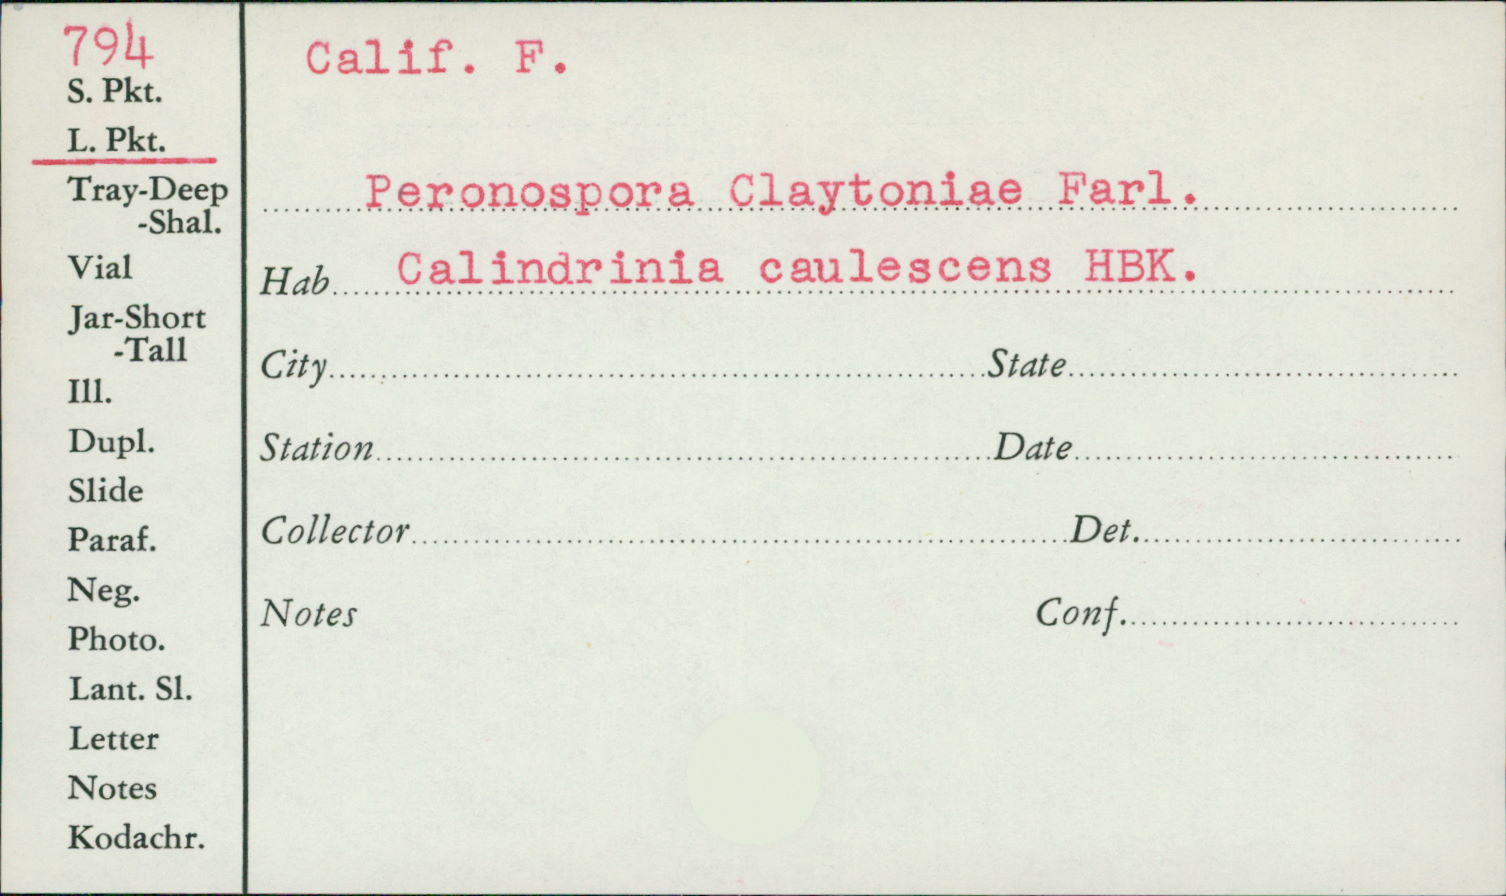 794
S. Pkt.
L. Pkt.
Tray-Deep
-Shal.
Vial
Jar-Short
-Tall
Ill.
Dupl.
Slide
Paraf.
Neg.
Photo.
Lant. Sl.
Letter
Notes
Kodachr.
Calif. F.
Peronospora Claytoniae Farl.
Hab. Calindrinia caulescens HBK.
City State
Station Date
Collector Det.
Notes Conf.